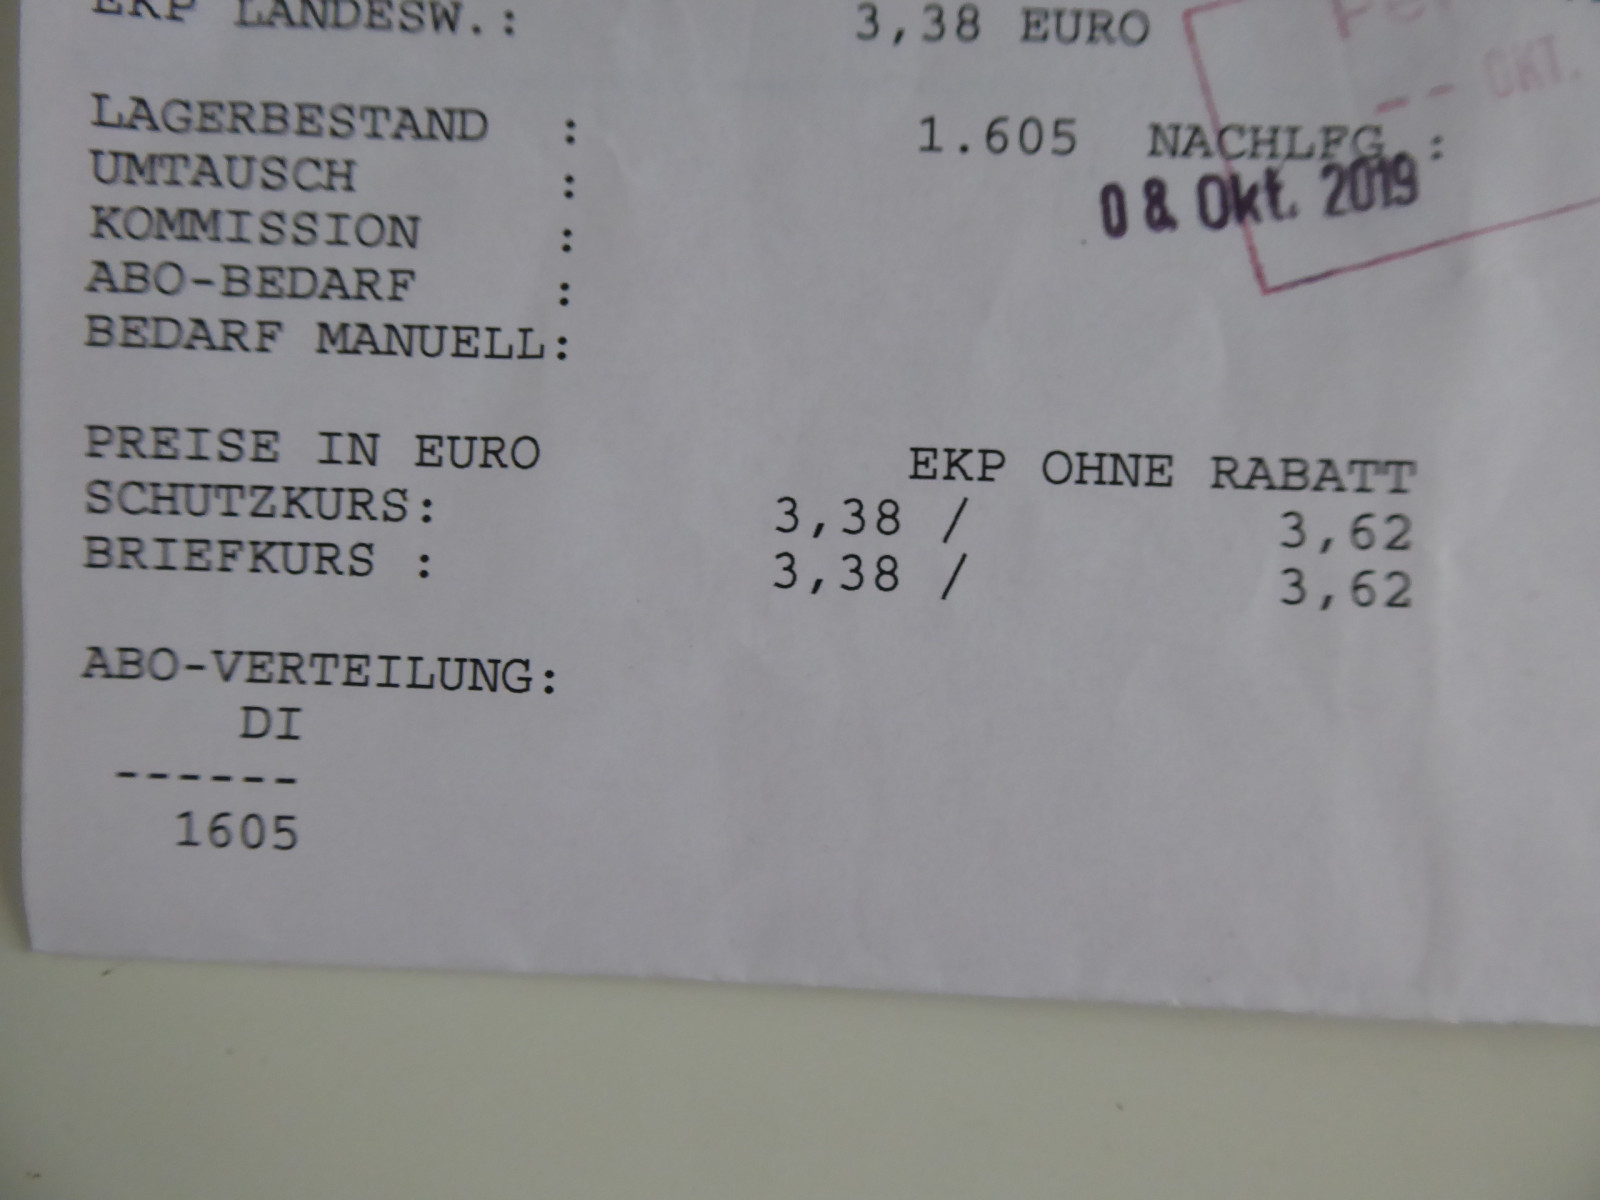 EKP LANDESW.: 3,38 EURO
OKT.
LAGERBESTAND : 1.605 NACHLFG :
UMTAUSCH :
08. Okt. 2019
KOMMISSION :
ABO-BEDARF :
BEDARF MANUELL:
PREISE IN EURO EKP OHNE RABATT
SCHUTZKURS: 3,38 / 3,62
BRIEFKURS : 3,38 / 3,62
ABO-VERTEILUNG:
DI
------
1605